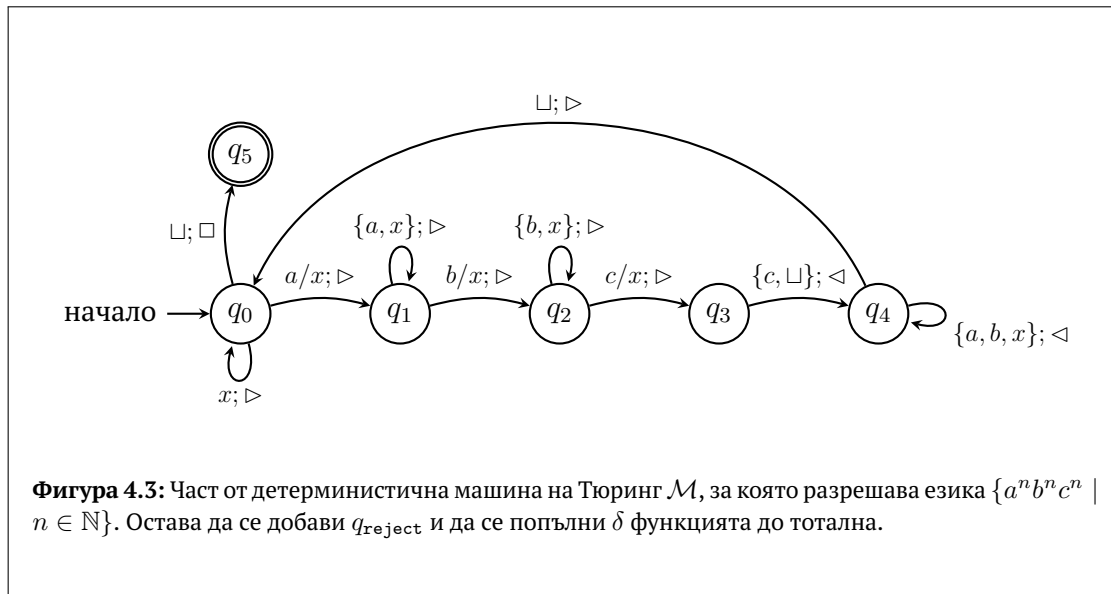 ⊔; ▷
q₅
{a, x}; ▷
{b, x}; ▷
⊔; □
a/x; ▷
b/x; ▷
c/x; ▷
{c, ⊔}; ◁
начало
q₀
q₁
q₂
q₃
q₄
{a, b, x}; ◁
x; ▷
Фигура 4.3: Част от детерминистична машина на Тюринг ℳ, за която разрешава езика {aⁿbⁿcⁿ |
n ∈ ℕ}. Остава да се добави q_reject и да се попълни δ функцията до тотална.